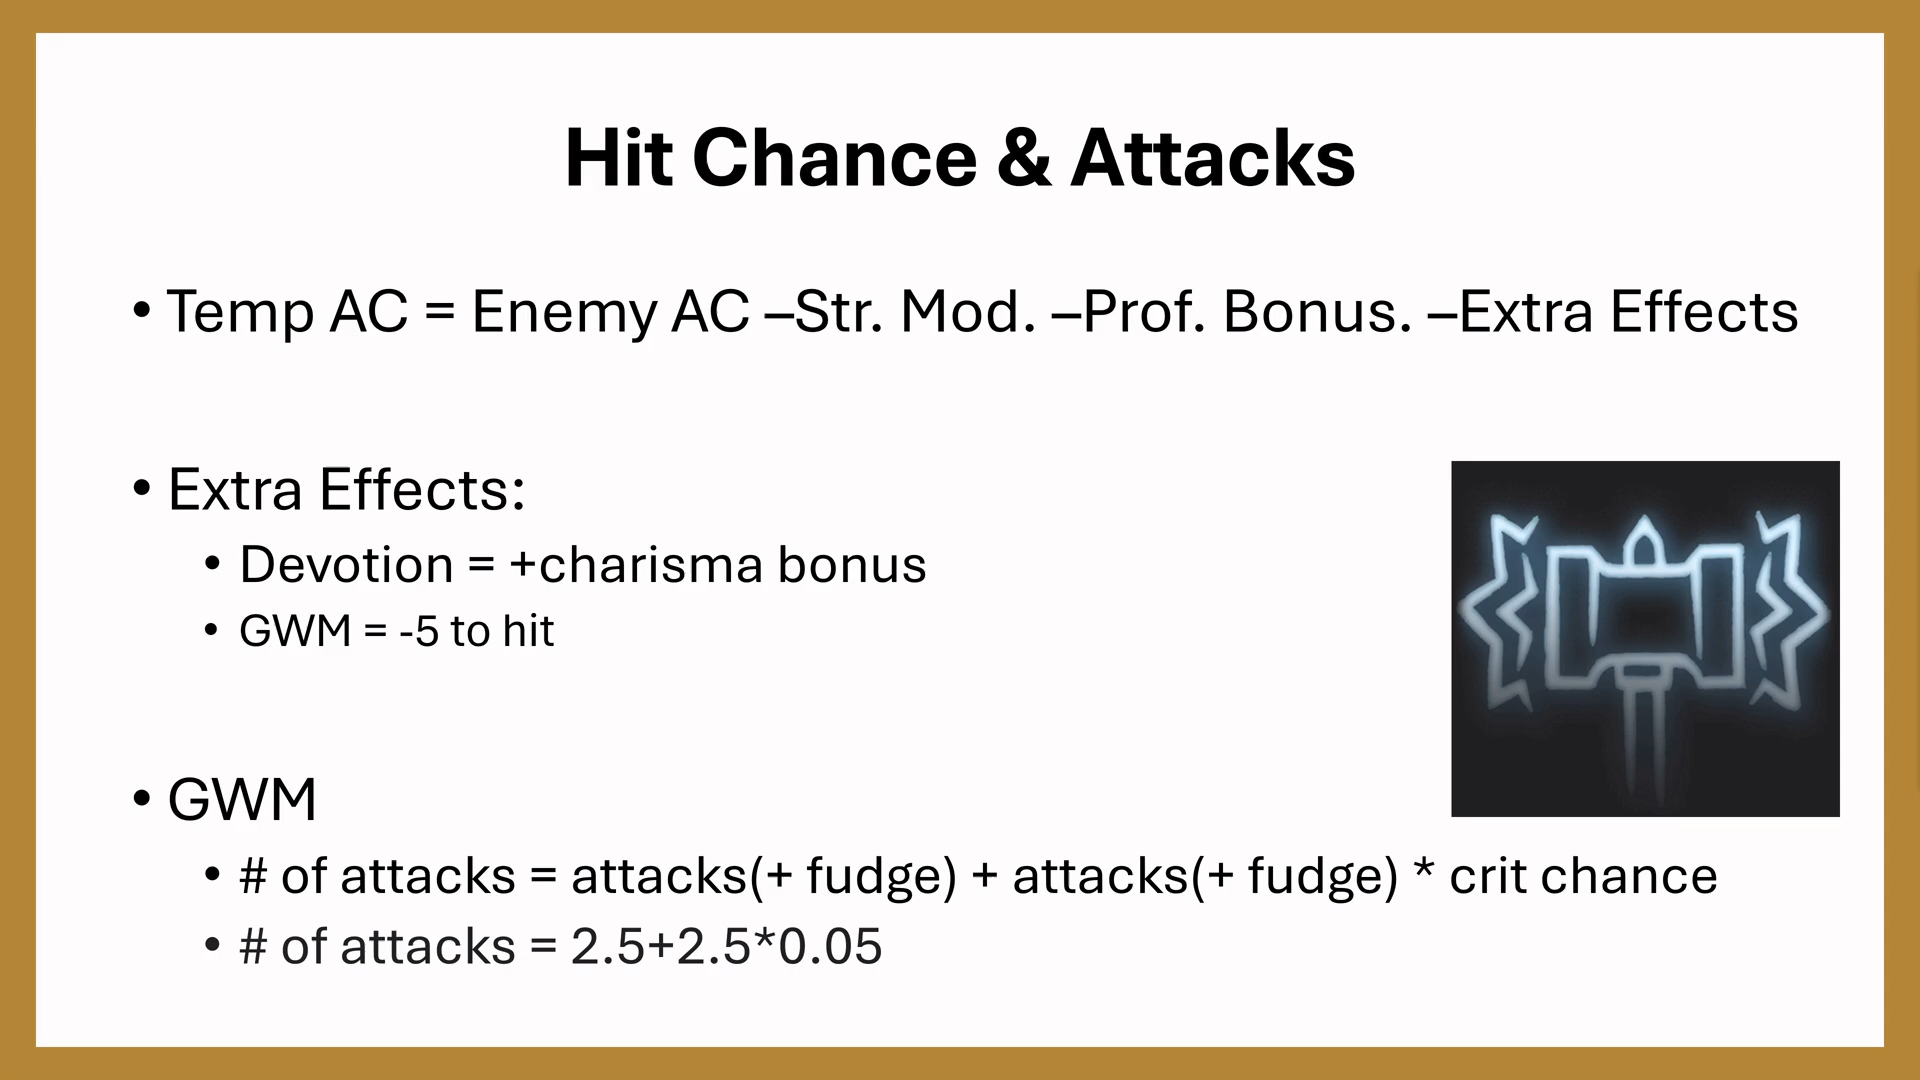 Hit Chance & Attacks
• Temp AC = Enemy AC –Str. Mod. –Prof. Bonus. –Extra Effects
• Extra Effects:
• Devotion = +charisma bonus
• GWM = -5 to hit
• GWM
• # of attacks = attacks(+ fudge) + attacks(+ fudge) * crit chance
• # of attacks = 2.5+2.5*0.05